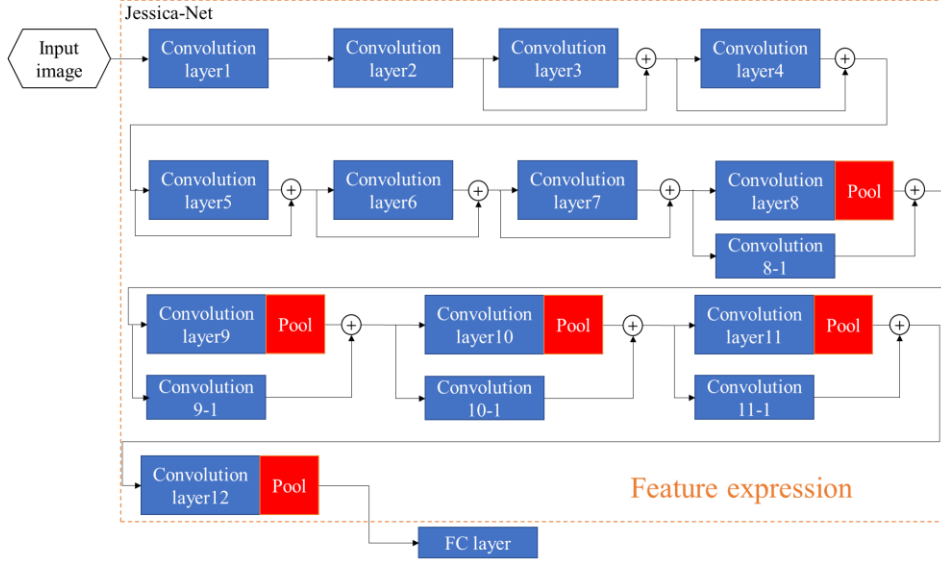 Jessica-Net
Input
image
Convolution
layer1
Convolution
layer2
Convolution
layer3
+
Convolution
layer4
+
Convolution
layer5
+
Convolution
layer6
+
Convolution
layer7
+
Convolution
layer8
Pool
+
Convolution
8-1
Convolution
layer9
Pool
+
Convolution
layer10
Pool
+
Convolution
layer11
Pool
+
Convolution
9-1
Convolution
10-1
Convolution
11-1
Convolution
layer12
Pool
Feature expression
FC layer